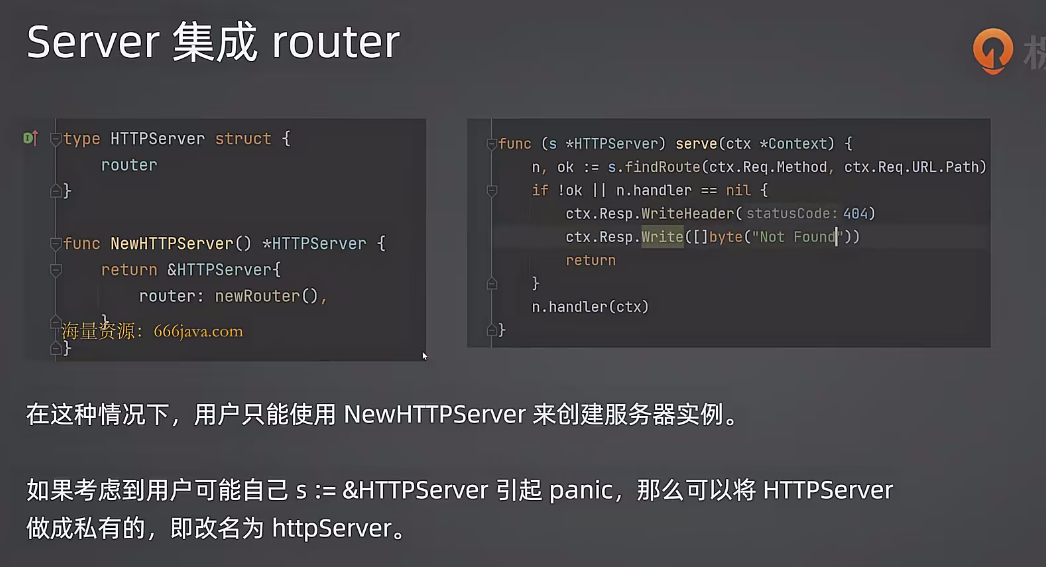 Server 集成 router
type HTTPServer struct {
router
}
func NewHTTPServer() *HTTPServer {
return &HTTPServer{
router: newRouter(),
}
海量资源：666java.com
}
func (s *HTTPServer) serve(ctx *Context) {
n, ok := s.findRoute(ctx.Req.Method, ctx.Req.URL.Path)
if !ok || n.handler == nil {
ctx.Resp.WriteHeader( statusCode: 404)
ctx.Resp.Write([]byte("Not Found"))
return
}
n.handler(ctx)
}
在这种情况下，用户只能使用 NewHTTPServer 来创建服务器实例。
如果考虑到用户可能自己 s := &HTTPServer 引起 panic，那么可以将 HTTPServer
做成私有的，即改名为 httpServer。